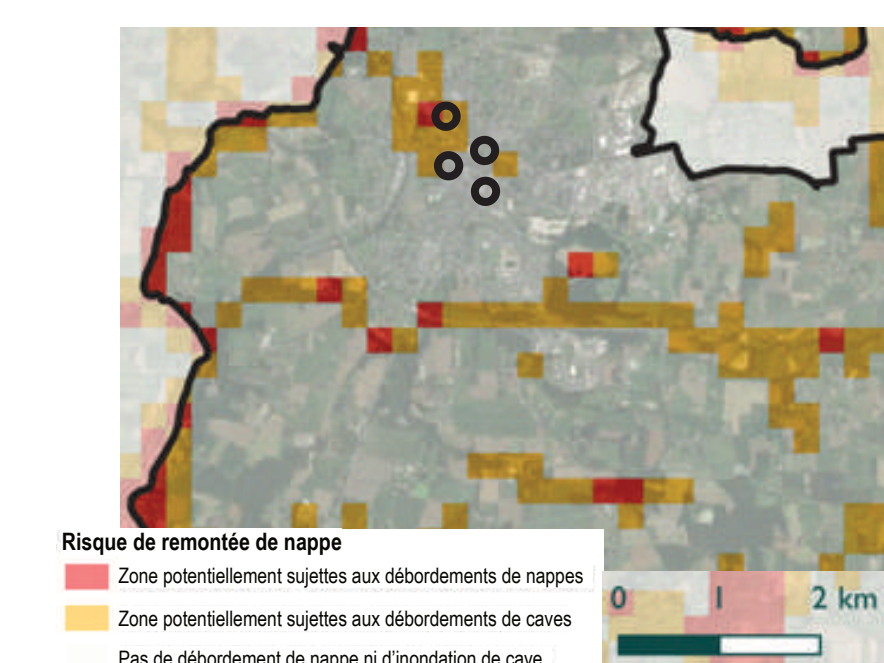 Risque de remontée de nappe
Zone potentiellement sujettes aux débordements de nappes
Zone potentiellement sujettes aux débordements de caves
Pas de débordement de nappe ni d'inondation de cave
0 1 2 km